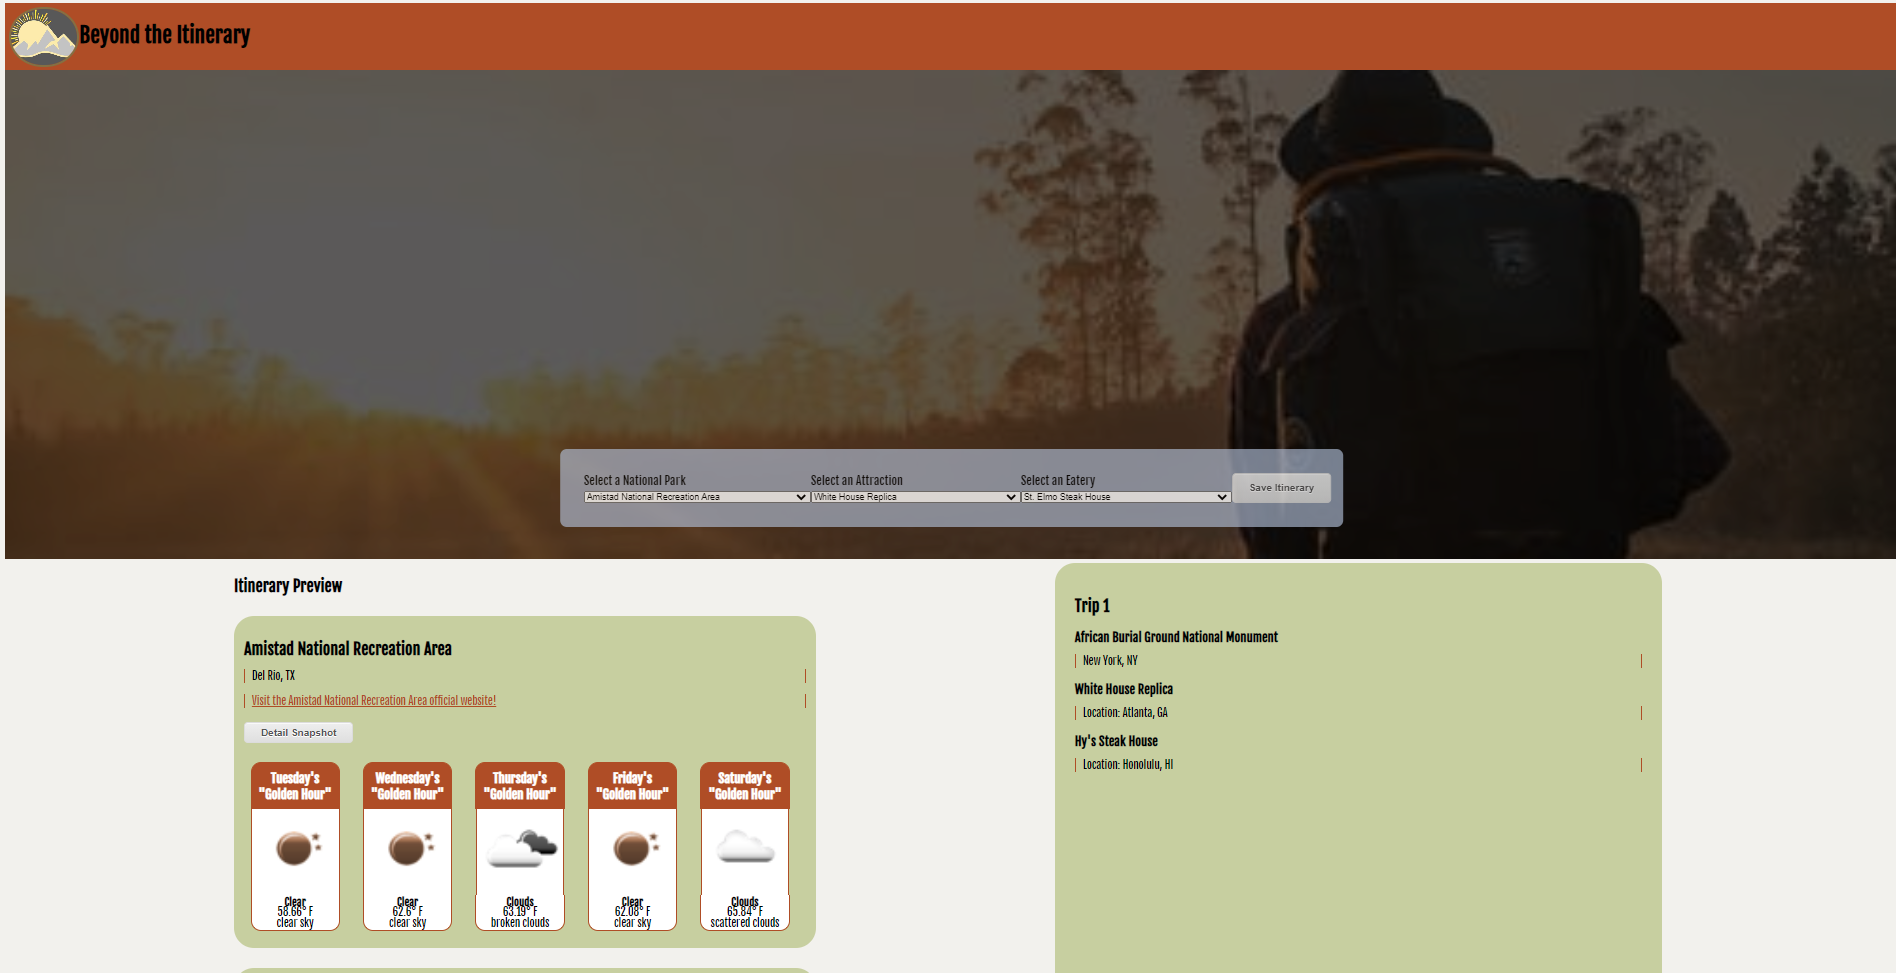 Beyond the Itinerary
Select a National Park
Select an Attraction
Select an Eatery
Amistad National Recreation Area
White House Replica
St. Elmo Steak House
Save Itinerary
Itinerary Preview
Amistad National Recreation Area
Del Rio, TX
Visit the Amistad National Recreation Area official website!
Detail Snapshot
Tuesday's
"Golden Hour"
Clear
58.66° F
clear sky
Wednesday's
"Golden Hour"
Clear
62.6° F
clear sky
Thursday's
"Golden Hour"
Clouds
63.19° F
broken clouds
Friday's
"Golden Hour"
Clear
62.08° F
clear sky
Saturday's
"Golden Hour"
Clouds
65.84° F
scattered clouds
Trip 1
African Burial Ground National Monument
New York, NY
White House Replica
Location: Atlanta, GA
Hy's Steak House
Location: Honolulu, HI